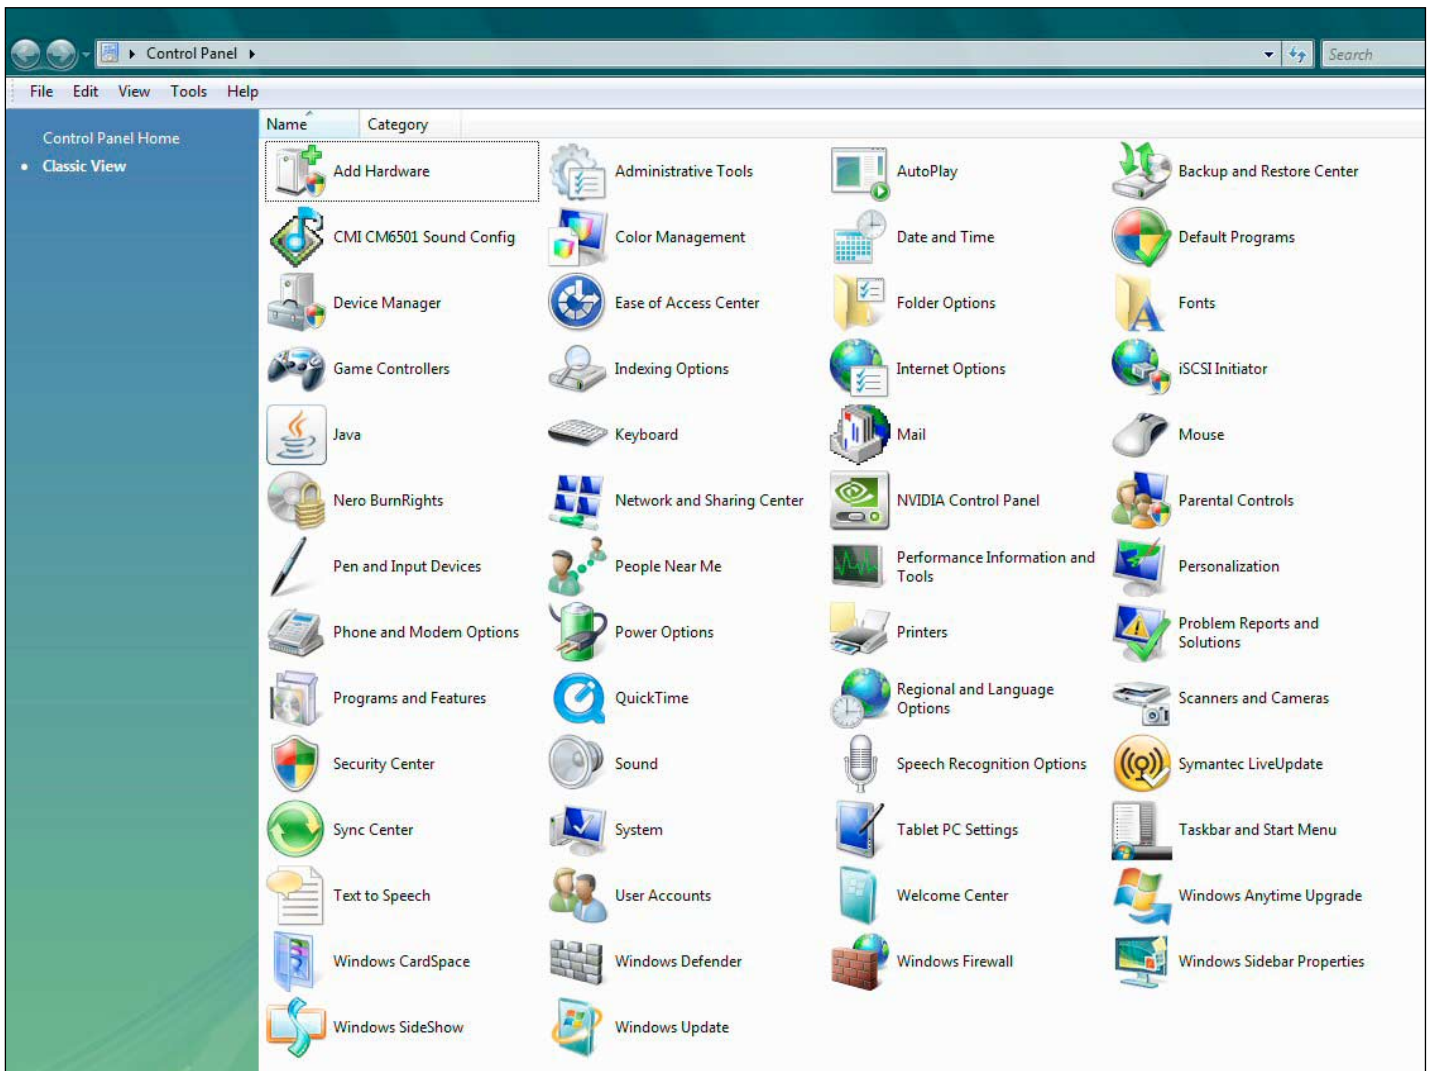 Control Panel
Search
File Edit View Tools Help
Control Panel Home
Classic View
Name Category
Add Hardware
Administrative Tools
AutoPlay
Backup and Restore Center
CMI CM6501 Sound Config
Color Management
Date and Time
Default Programs
Device Manager
Ease of Access Center
Folder Options
Fonts
Game Controllers
Indexing Options
Internet Options
iSCSI Initiator
Java
Keyboard
Mail
Mouse
Nero BurnRights
Network and Sharing Center
NVIDIA Control Panel
Parental Controls
Pen and Input Devices
People Near Me
Performance Information and
Tools
Personalization
Phone and Modem Options
Power Options
Printers
Problem Reports and
Solutions
Programs and Features
QuickTime
Regional and Language
Options
Scanners and Cameras
Security Center
Sound
Speech Recognition Options
Symantec LiveUpdate
Sync Center
System
Tablet PC Settings
Taskbar and Start Menu
Text to Speech
User Accounts
Welcome Center
Windows Anytime Upgrade
Windows CardSpace
Windows Defender
Windows Firewall
Windows Sidebar Properties
Windows SideShow
Windows Update